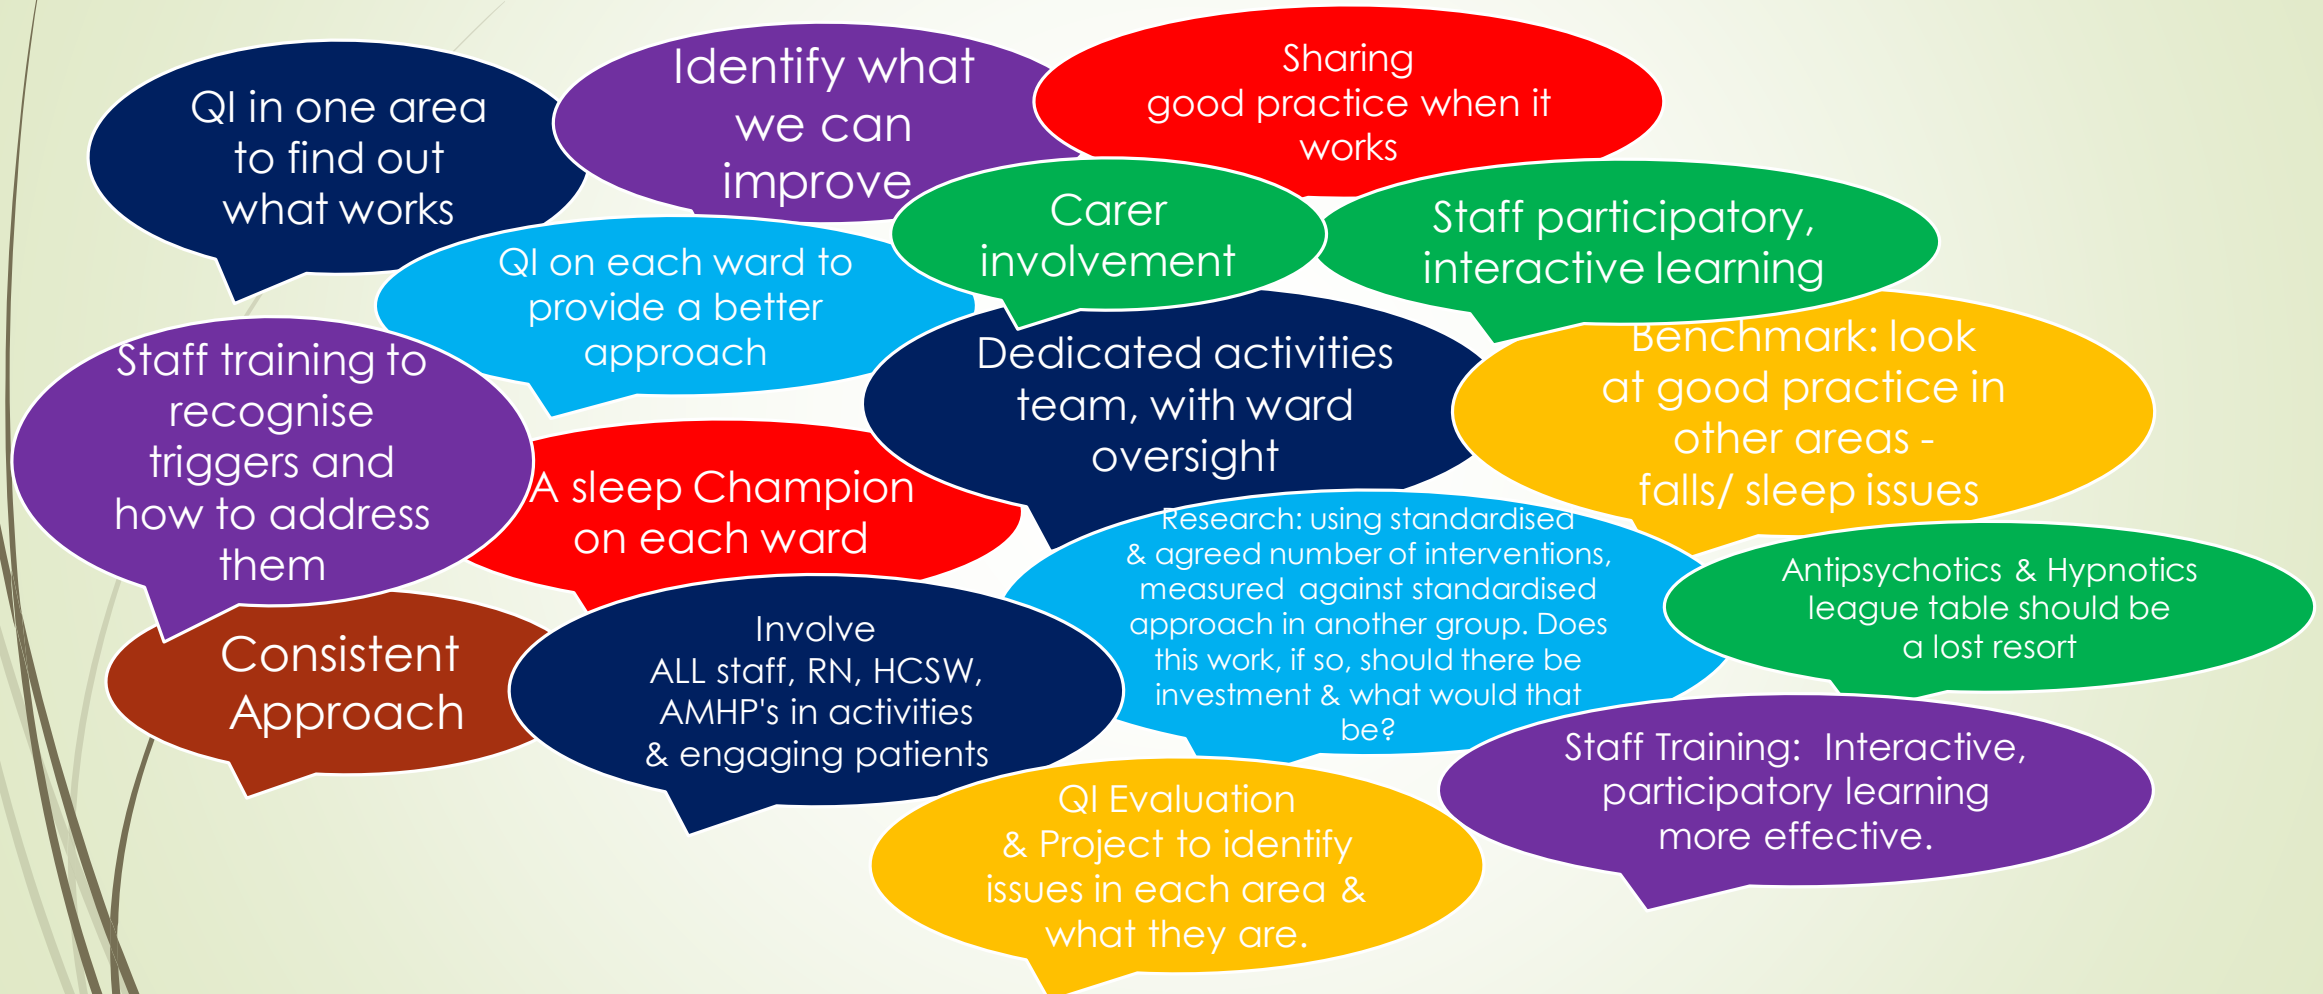 QI in one area
to find out
what works
Identify what
we can
improve
Sharing
good practice when it
works
Carer
involvement
Staff participatory,
interactive learning
QI on each ward to
provide a better
approach
Staff training to
recognise
triggers and
how to address
them
Dedicated activities
team, with ward
oversight
Benchmark: look
at good practice in
other areas -
falls/ sleep issues
A sleep Champion
on each ward
Research: using standardised
& agreed number of interventions,
measured against standardised
approach in another group. Does
this work, if so, should there be
investment & what would that
be?
Antipsychotics & Hypnotics
league table should be
a lost resort
Consistent
Approach
Involve
ALL staff, RN, HCSW,
AMHP's in activities
& engaging patients
Staff Training: Interactive,
participatory learning
more effective.
QI Evaluation
& Project to identify
issues in each area &
what they are.